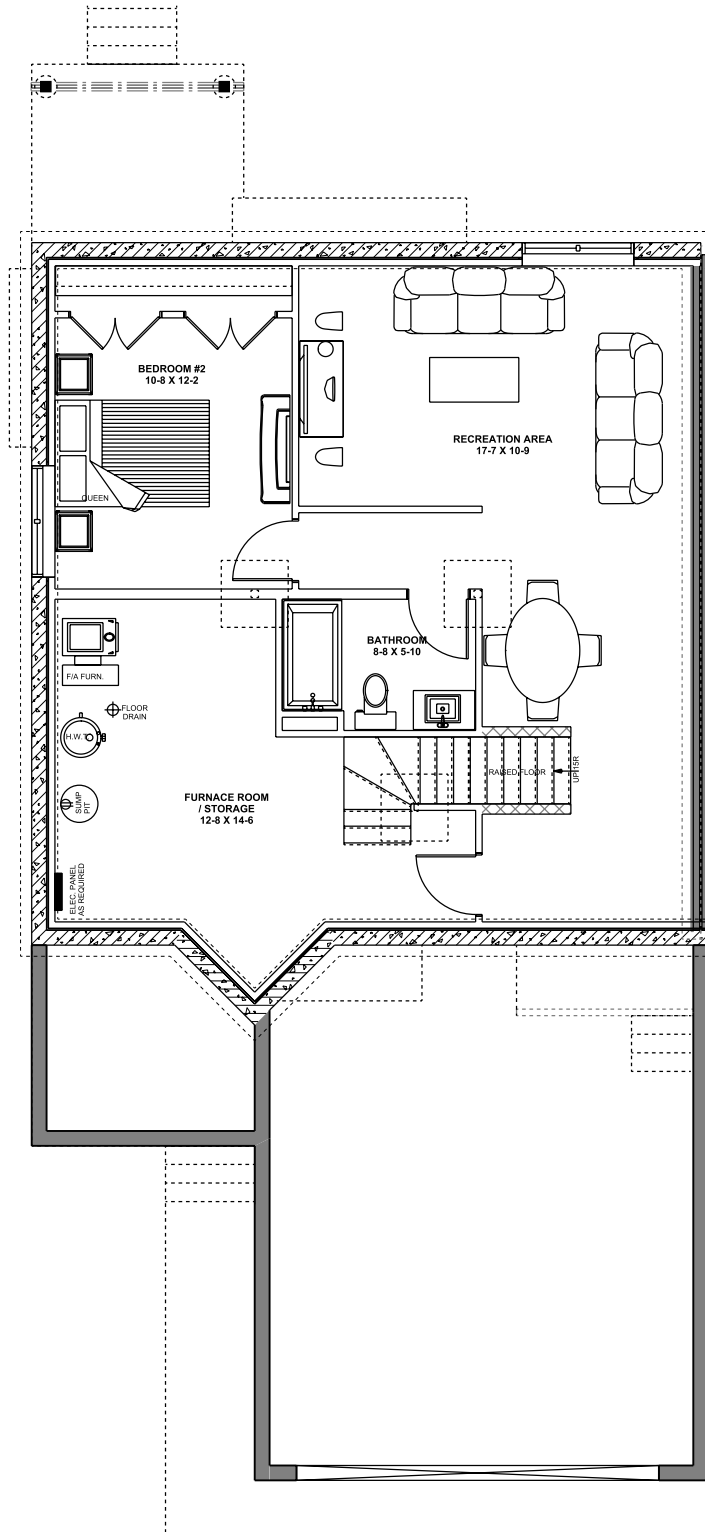 BEDROOM #2
10-8 X 12-2
RECREATION AREA
17-7 X 10-9
QUEEN
BATHROOM
8-8 X 5-10
F/A FURN.
FLOOR
DRAIN
H.W.T.
RAISED FLOOR
UP 15R
SUMP
PIT
FURNACE ROOM
/ STORAGE
12-8 X 14-6
ELEC. PANEL
AS REQUIRED